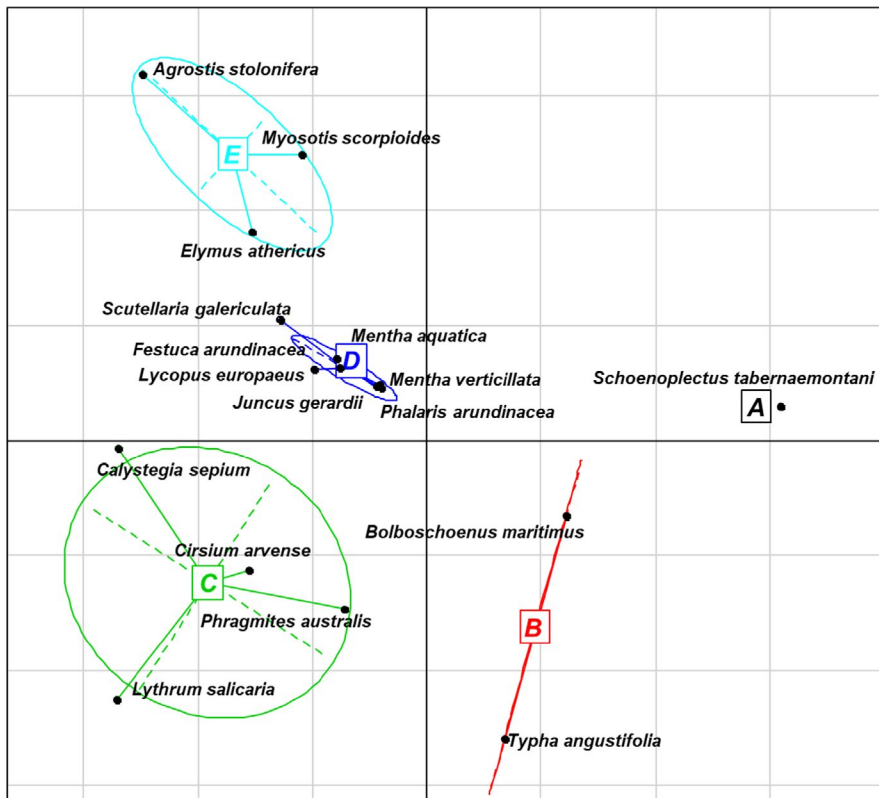 Agrostis stolonifera
Myosotis scorpioides
E
Elymus athericus
Scutellaria galericulata
Mentha aquatica
Festuca arundinacea
D
Lycopus europaeus
Mentha verticillata
Schoenoplectus tabernaemontani
Juncus gerardii
Phalaris arundinacea
A
Calystegia sepium
Bolboschoenus maritimus
Cirsium arvense
C
Phragmites australis
B
Lythrum salicaria
Typha angustifolia